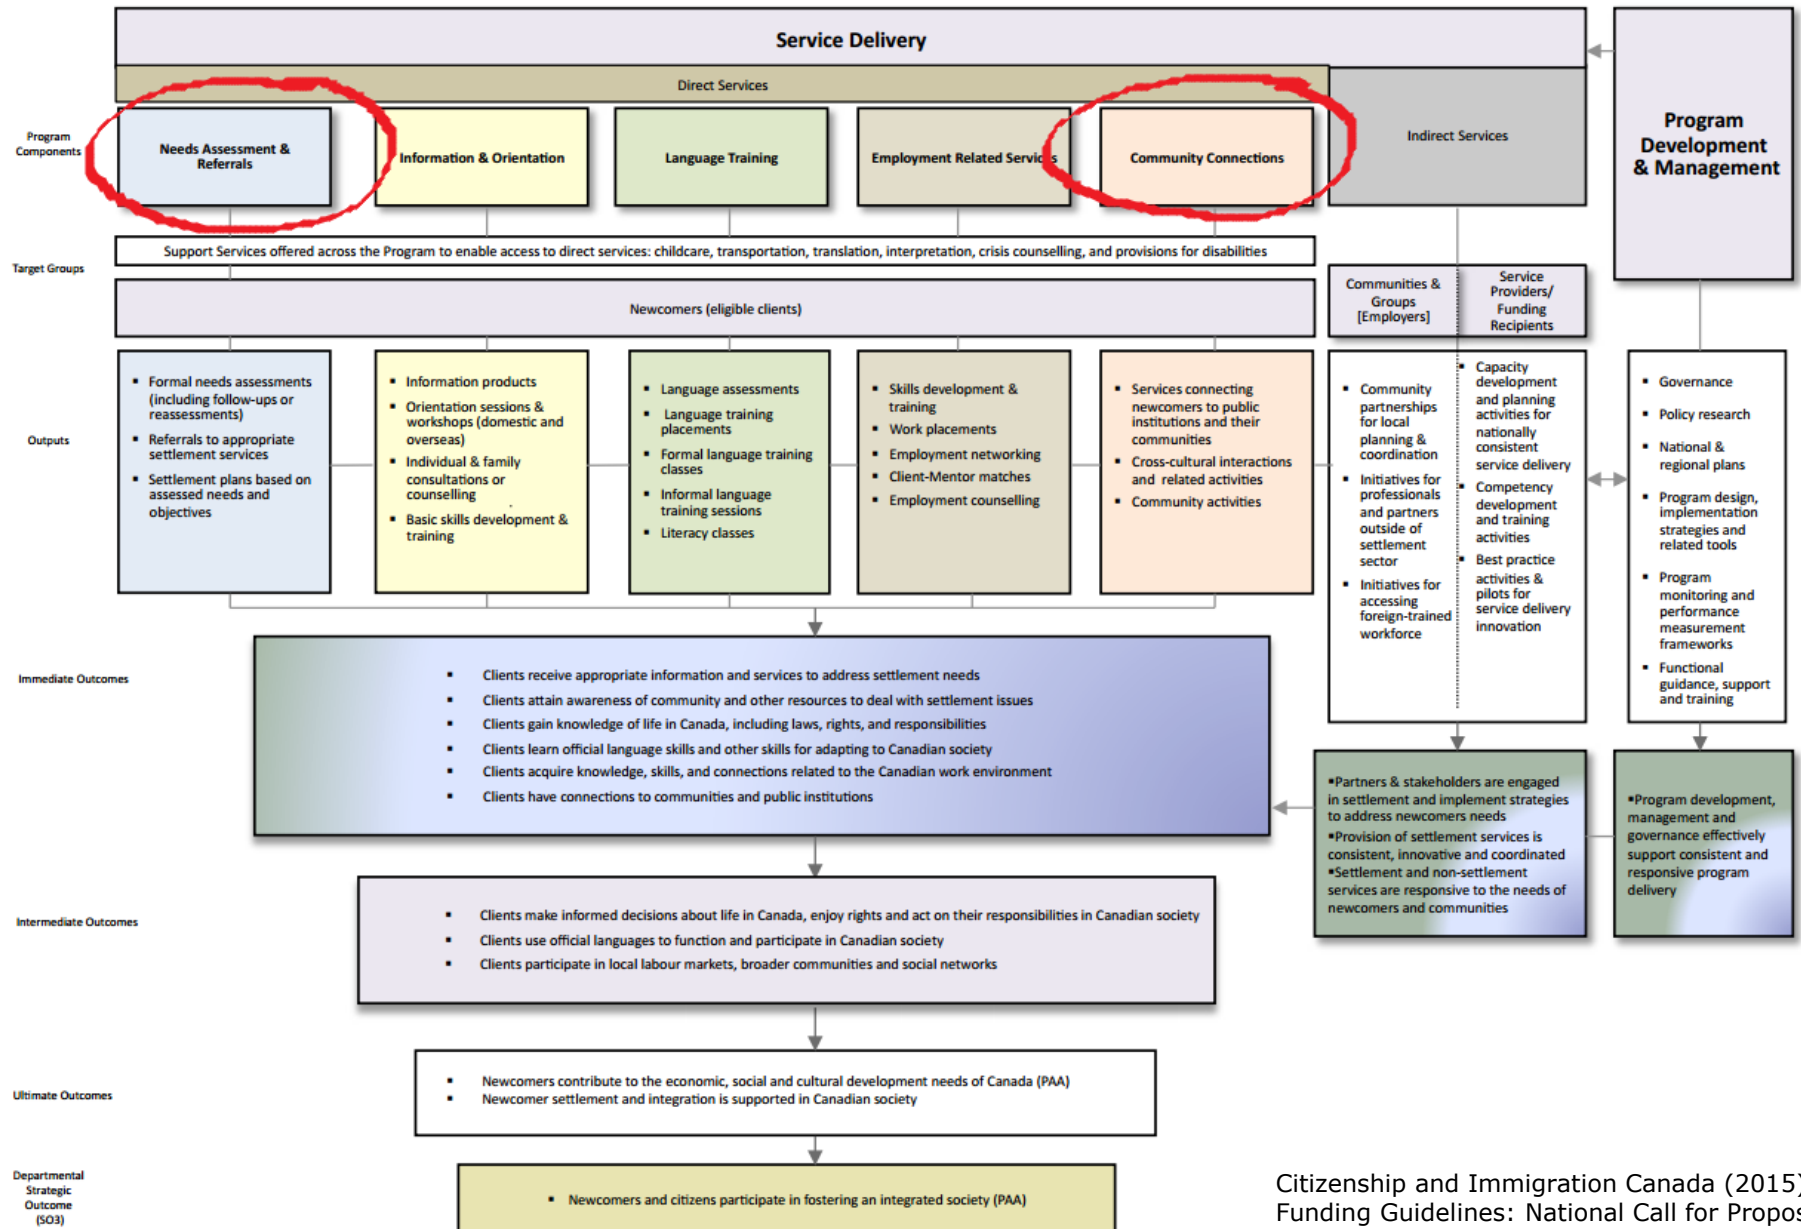 Service Delivery
Direct Services
Program
Components
Needs Assessment &
Referrals
Information & Orientation
Language Training
Employment Related Services
Community Connections
Indirect Services
Program
Development
& Management
Support Services offered across the Program to enable access to direct services: childcare, transportation, translation, interpretation, crisis counselling, and provisions for disabilities
Target Groups
Newcomers (eligible clients)
Communities &
Groups
[Employers]
Service
Providers/
Funding
Recipients
Outputs
▪ Formal needs assessments
(including follow-ups or
reassessments)
▪ Referrals to appropriate
settlement services
▪ Settlement plans based on
assessed needs and
objectives
▪ Information products
▪ Orientation sessions &
workshops (domestic and
overseas)
▪ Individual & family
consultations or
counselling
.
▪ Basic skills development &
training
▪ Language assessments
▪ Language training
placements
▪ Formal language training
classes
▪ Informal language
training sessions
▪ Literacy classes
▪ Skills development &
training
▪ Work placements
▪ Employment networking
▪ Client-Mentor matches
▪ Employment counselling
▪ Services connecting
newcomers to public
institutions and their
communities
▪ Cross-cultural interactions
and related activities
▪ Community activities
▪ Community
partnerships
for local
planning &
coordination
▪ Initiatives for
professionals
and partners
outside of
settlement
sector
▪ Initiatives for
accessing
foreign-trained
workforce
▪ Capacity
development
and planning
activities for
nationally
consistent
service delivery
▪ Competency
development
and training
activities
▪ Best practice
activities &
pilots for
service delivery
innovation
▪ Governance
▪ Policy research
▪ National &
regional plans
▪ Program design,
implementation
strategies and
related tools
▪ Program
monitoring and
performance
measurement
frameworks
▪ Functional
guidance, support
and training
Immediate Outcomes
▪ Clients receive appropriate information and services to address settlement needs
▪ Clients attain awareness of community and other resources to deal with settlement issues
▪ Clients gain knowledge of life in Canada, including laws, rights, and responsibilities
▪ Clients learn official language skills and other skills for adapting to Canadian society
▪ Clients acquire knowledge, skills, and connections related to the Canadian work environment
▪ Clients have connections to communities and public institutions
▪Partners & stakeholders are engaged
in settlement and implement strategies
to address newcomers needs
▪Provision of settlement services is
consistent, innovative and coordinated
▪Settlement and non-settlement
services are responsive to the needs of
newcomers and communities
▪Program development,
management and
governance effectively
support consistent and
responsive program
delivery
Intermediate Outcomes
▪ Clients make informed decisions about life in Canada, enjoy rights and act on their responsibilities in Canadian society
▪ Clients use official languages to function and participate in Canadian society
▪ Clients participate in local labour markets, broader communities and social networks
Ultimate Outcomes
▪ Newcomers contribute to the economic, social and cultural development needs of Canada (PAA)
▪ Newcomer settlement and integration is supported in Canadian society
Departmental
Strategic
Outcome
(SO3)
▪ Newcomers and citizens participate in fostering an integrated society (PAA)
Citizenship and Immigration Canada (2015)
Funding Guidelines: National Call for Propos